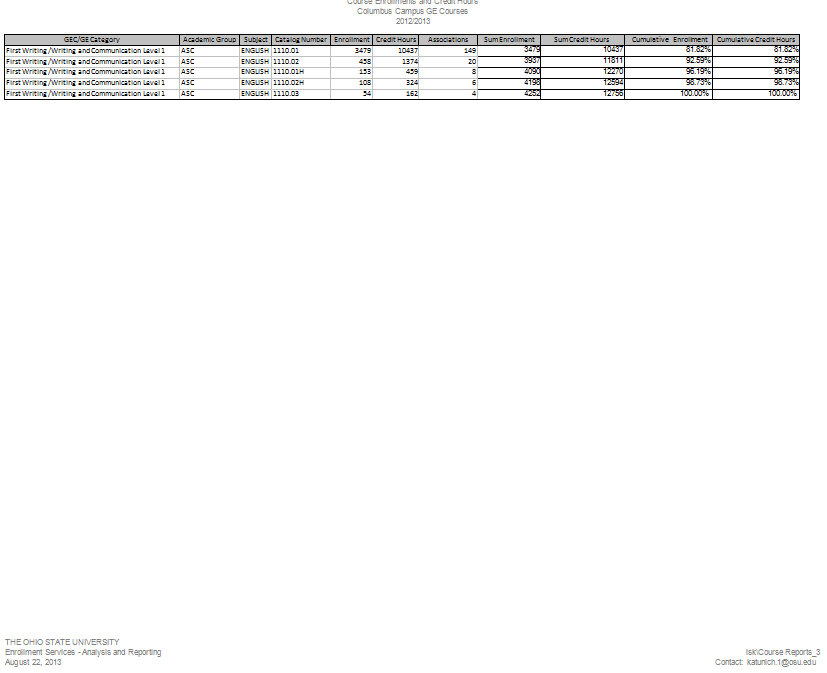 Course Enrollments and Credit Hours
Columbus Campus GE Courses
2012/2013
GEC/GE Category Academic Group Subject Catalog Number Enrollment Credit Hours Associations Sum Enrollment Sum Credit Hours Cumulative Enrollment Cumulative Credit Hours
First Writing/Writing and Communication Level 1 ASC ENGLISH 1110.01 3479 10437 149 3479 10437 81.82% 81.82%
First Writing/Writing and Communication Level 1 ASC ENGLISH 1110.02 458 1374 20 3937 11811 92.59% 92.59%
First Writing/Writing and Communication Level 1 ASC ENGLISH 1110.01H 153 459 8 4090 12270 96.19% 96.19%
First Writing/Writing and Communication Level 1 ASC ENGLISH 1110.02H 108 324 6 4198 12594 98.73% 98.73%
First Writing/Writing and Communication Level 1 ASC ENGLISH 1110.03 54 162 4 4252 12756 100.00% 100.00%
THE OHIO STATE UNIVERSITY
Enrollment Services - Analysis and Reporting
August 22, 2013
lsk\Course Reports_3
Contact: katunich.1@osu.edu